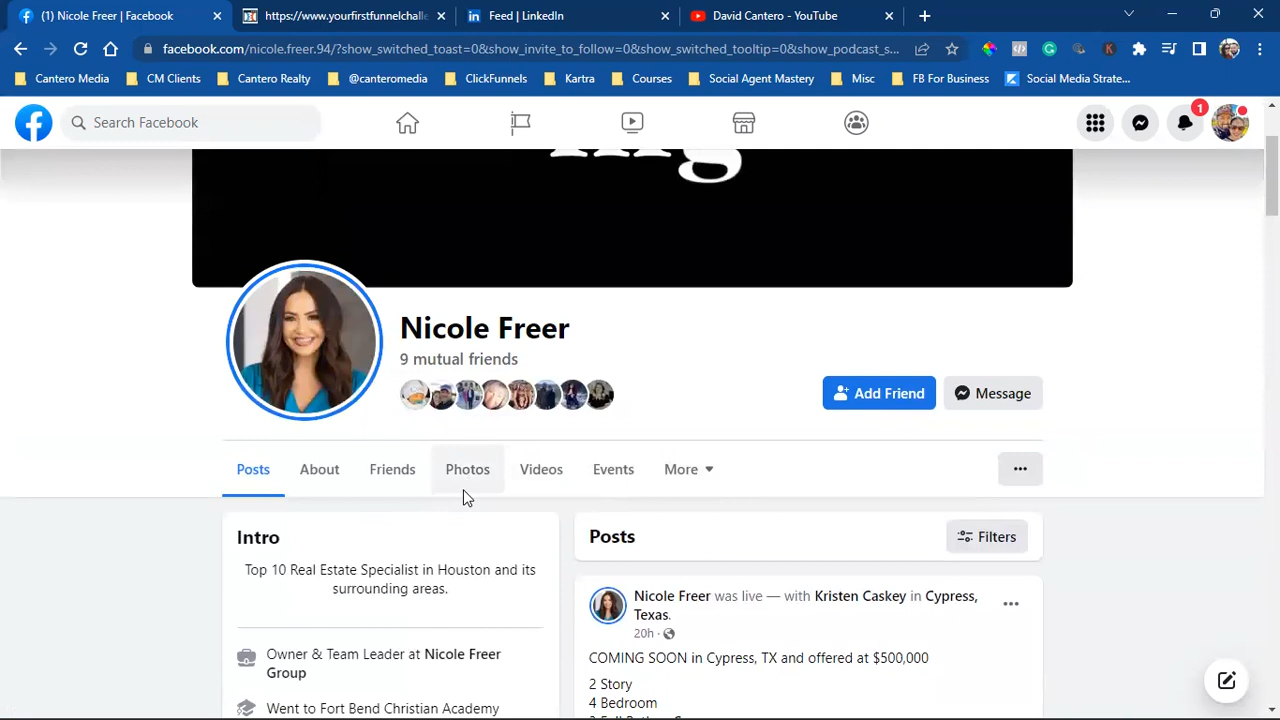 (1) Nicole Freer | Facebook
https://www.yourfirstfunnelchalle
Feed | LinkedIn
David Cantero - YouTube
facebook.com/nicole.freer.94/?show_switched_toast=0&show_invite_to_follow=0&show_switched_tooltip=0&show_podcast_s...
Cantero Media
CM Clients
Cantero Realty
@canteromedia
ClickFunnels
Kartra
Courses
Social Agent Mastery
Misc
FB For Business
Social Media Strate...
Search Facebook
1
Nicole Freer
9 mutual friends
Add Friend
Message
Posts
About
Friends
Photos
Videos
Events
More
Intro
Top 10 Real Estate Specialist in Houston and its
surrounding areas.
Owner & Team Leader at Nicole Freer
Group
Went to Fort Bend Christian Academy
Posts
Filters
Nicole Freer was live — with Kristen Caskey in Cypress,
Texas.
20h ·
COMING SOON in Cypress, TX and offered at $500,000
2 Story
4 Bedroom